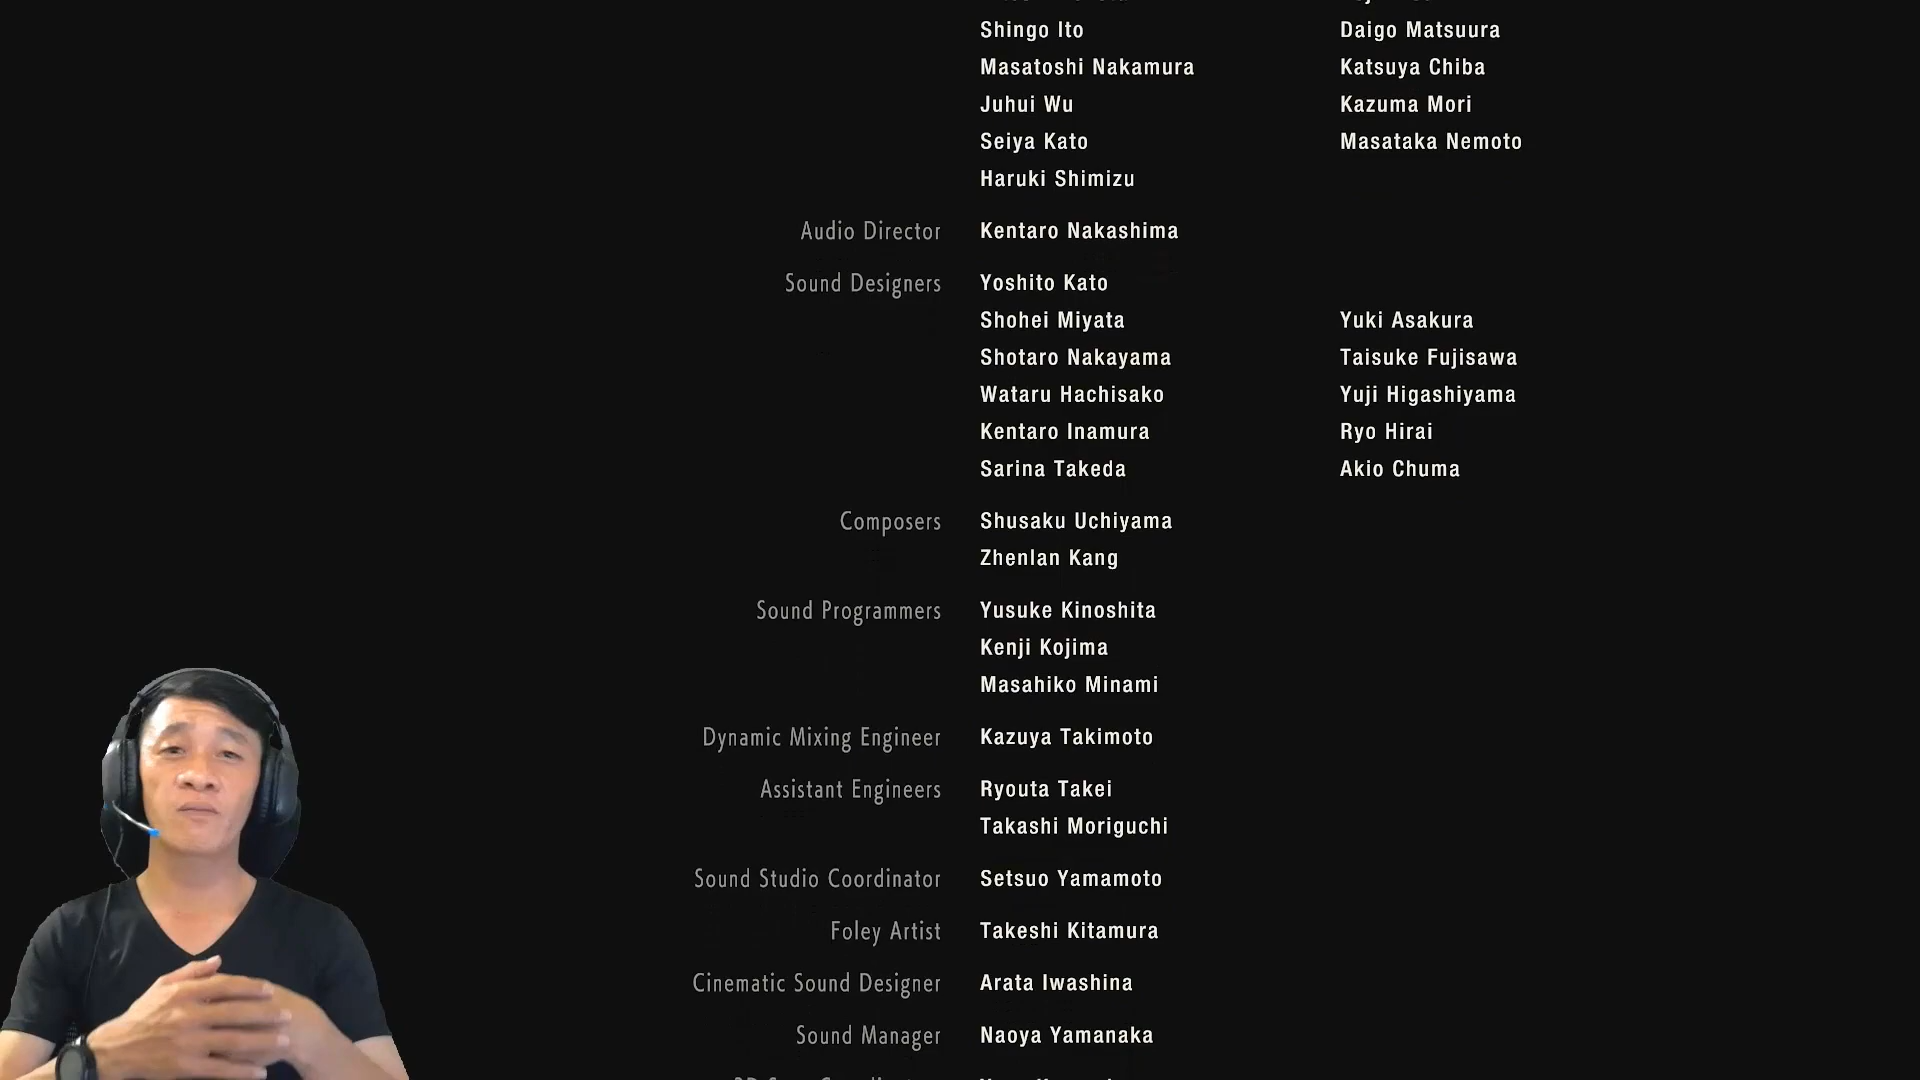 Shingo Ito Daigo Matsuura
Masatoshi Nakamura Katsuya Chiba
Juhui Wu Kazuma Mori
Seiya Kato Masataka Nemoto
Haruki Shimizu
Audio Director Kentaro Nakashima
Sound Designers Yoshito Kato
Shohei Miyata Yuki Asakura
Shotaro Nakayama Taisuke Fujisawa
Wataru Hachisako Yuji Higashiyama
Kentaro Inamura Ryo Hirai
Sarina Takeda Akio Chuma
Composers Shusaku Uchiyama
Zhenlan Kang
Sound Programmers Yusuke Kinoshita
Kenji Kojima
Masahiko Minami
Dynamic Mixing Engineer Kazuya Takimoto
Assistant Engineers Ryouta Takei
Takashi Moriguchi
Sound Studio Coordinator Setsuo Yamamoto
Foley Artist Takeshi Kitamura
Cinematic Sound Designer Arata Iwashina
Sound Manager Naoya Yamanaka